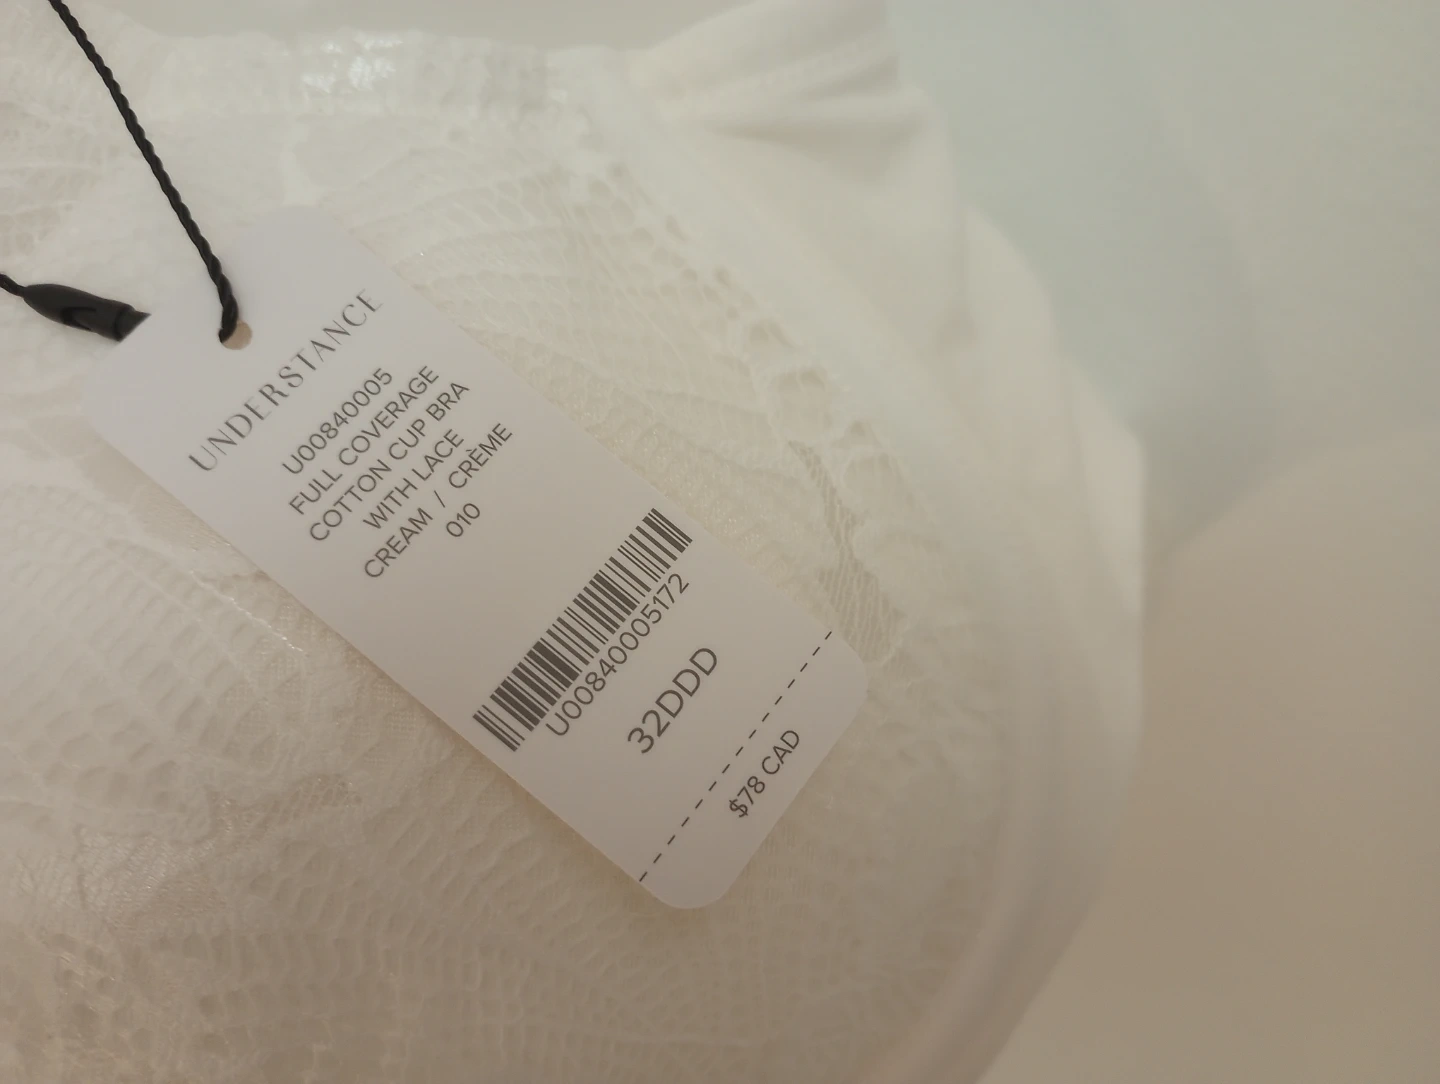 UNDERSTANCE
U00840005
FULL COVERAGE
COTTON CUP BRA
WITH LACE
CREAM / CRÈME
010
U00840005172
32DDD
$78 CAD